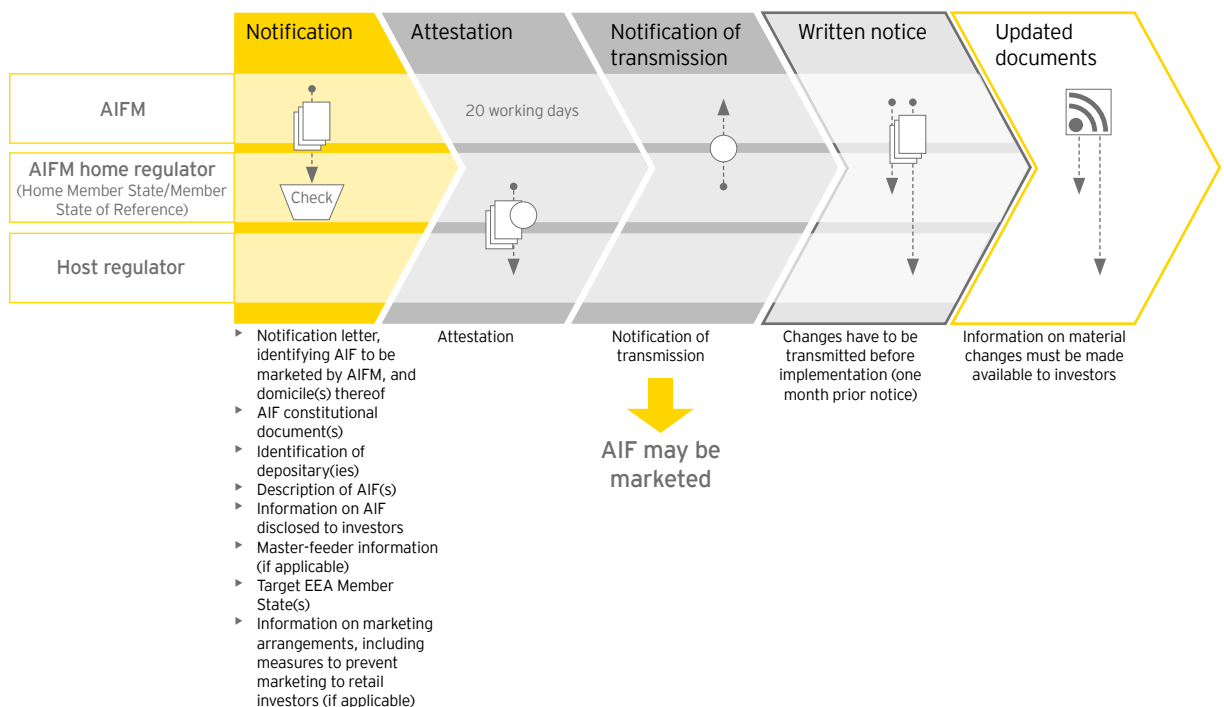 Notification
Attestation
Notification of
transmission
Written notice
Updated
documents
AIFM
20 working days
AIFM home regulator
(Home Member State/Member
State of Reference)
Check
Host regulator
Notification letter,
identifying AIF to be
marketed by AIFM, and
domicile(s) thereof
AIF constitutional
document(s)
Identification of
depositary(ies)
Description of AIF(s)
Information on AIF
disclosed to investors
Master-feeder information
(if applicable)
Target EEA Member
State(s)
Information on marketing
arrangements, including
measures to prevent
marketing to retail
investors (if applicable)
Attestation
Notification of
transmission
AIF may be
marketed
Changes have to be
transmitted before
implementation (one
month prior notice)
Information on material
changes must be made
available to investors